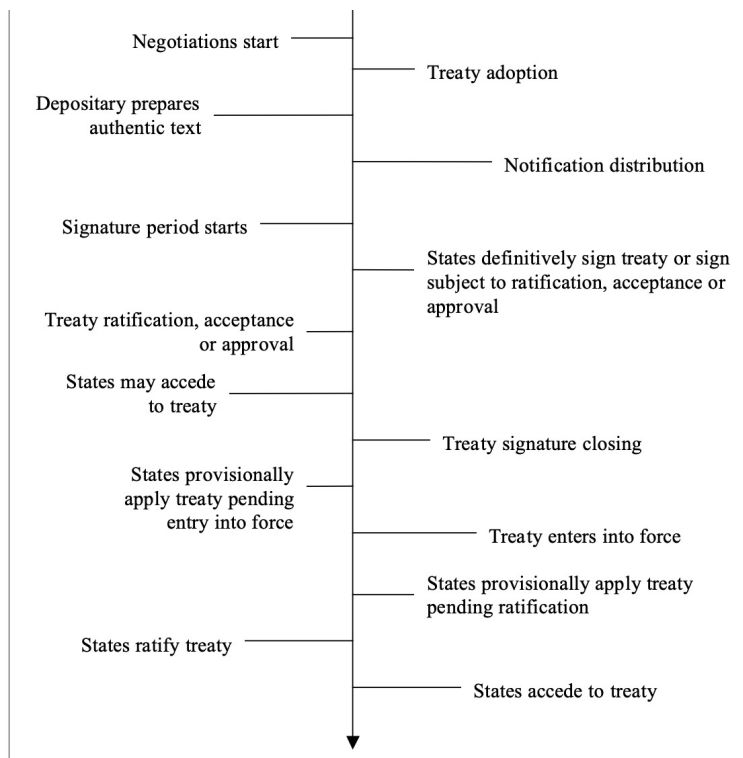 Negotiations start
Treaty adoption
Depositary prepares
authentic text
Notification distribution
Signature period starts
States definitively sign treaty or sign
subject to ratification, acceptance or
approval
Treaty ratification, acceptance
or approval
States may accede
to treaty
Treaty signature closing
States provisionally
apply treaty pending
entry into force
Treaty enters into force
States provisionally apply treaty
pending ratification
States ratify treaty
States accede to treaty